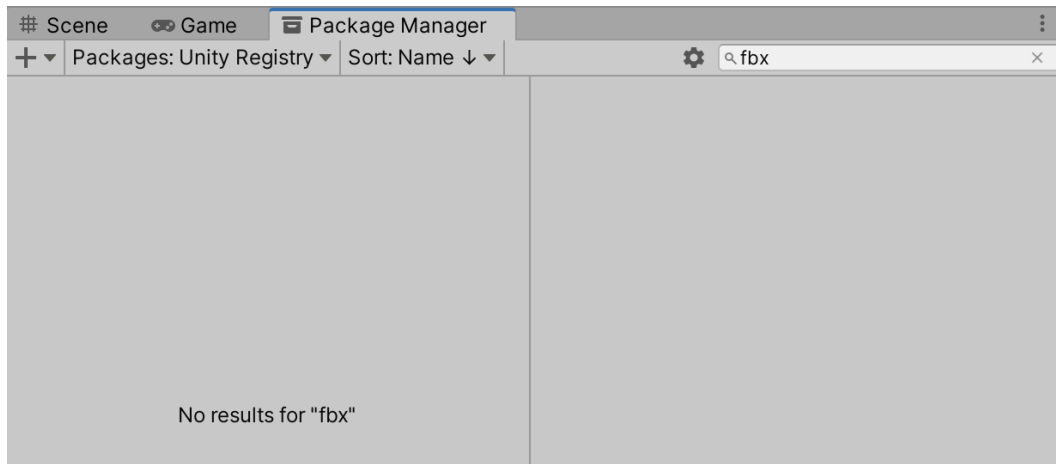 Scene Game Package Manager
Packages: Unity Registry Sort: Name ↓ fbx
No results for "fbx"